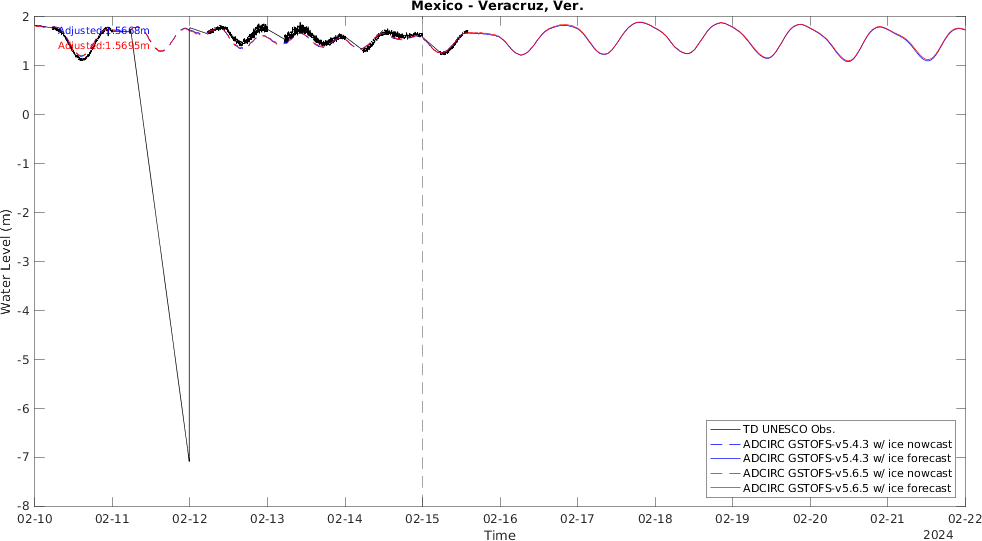 Mexico - Veracruz, Ver.
2
1
0
-1
-2
-3
-4
-5
-6
-7
-8
Water Level (m)
Adjusted:1.5668m
Adjusted:1.5695m
TD UNESCO Obs.
ADCIRC GSTOFS-v5.4.3 w/ ice nowcast
ADCIRC GSTOFS-v5.4.3 w/ ice forecast
ADCIRC GSTOFS-v5.6.5 w/ ice nowcast
ADCIRC GSTOFS-v5.6.5 w/ ice forecast
02-10 02-11 02-12 02-13 02-14 02-15 02-16 02-17 02-18 02-19 02-20 02-21 02-22
Time
2024